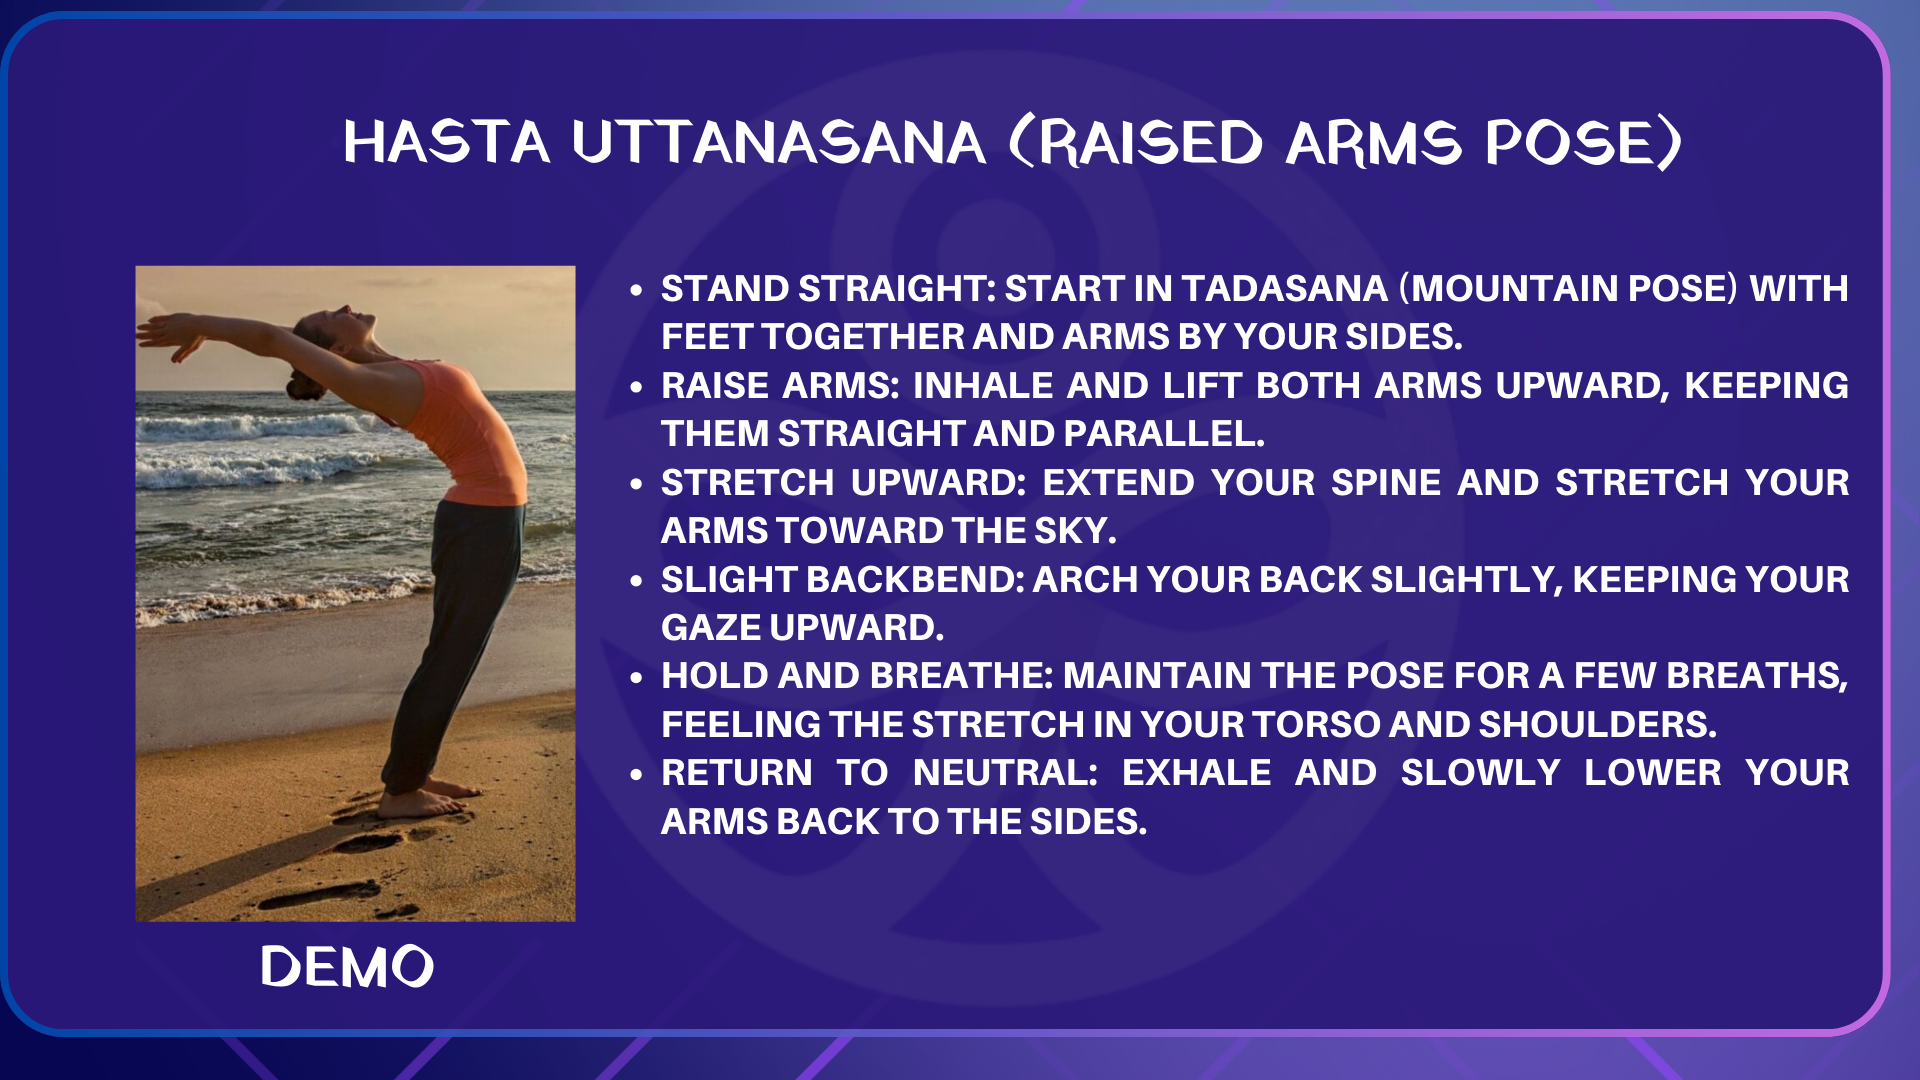 HASTA UTTANASANA (RAISED ARMS POSE)
• STAND STRAIGHT: START IN TADASANA (MOUNTAIN POSE) WITH
FEET TOGETHER AND ARMS BY YOUR SIDES.
• RAISE ARMS: INHALE AND LIFT BOTH ARMS UPWARD, KEEPING
THEM STRAIGHT AND PARALLEL.
• STRETCH UPWARD: EXTEND YOUR SPINE AND STRETCH YOUR
ARMS TOWARD THE SKY.
• SLIGHT BACKBEND: ARCH YOUR BACK SLIGHTLY, KEEPING YOUR
GAZE UPWARD.
• HOLD AND BREATHE: MAINTAIN THE POSE FOR A FEW BREATHS,
FEELING THE STRETCH IN YOUR TORSO AND SHOULDERS.
• RETURN TO NEUTRAL: EXHALE AND SLOWLY LOWER YOUR
ARMS BACK TO THE SIDES.
DEMO